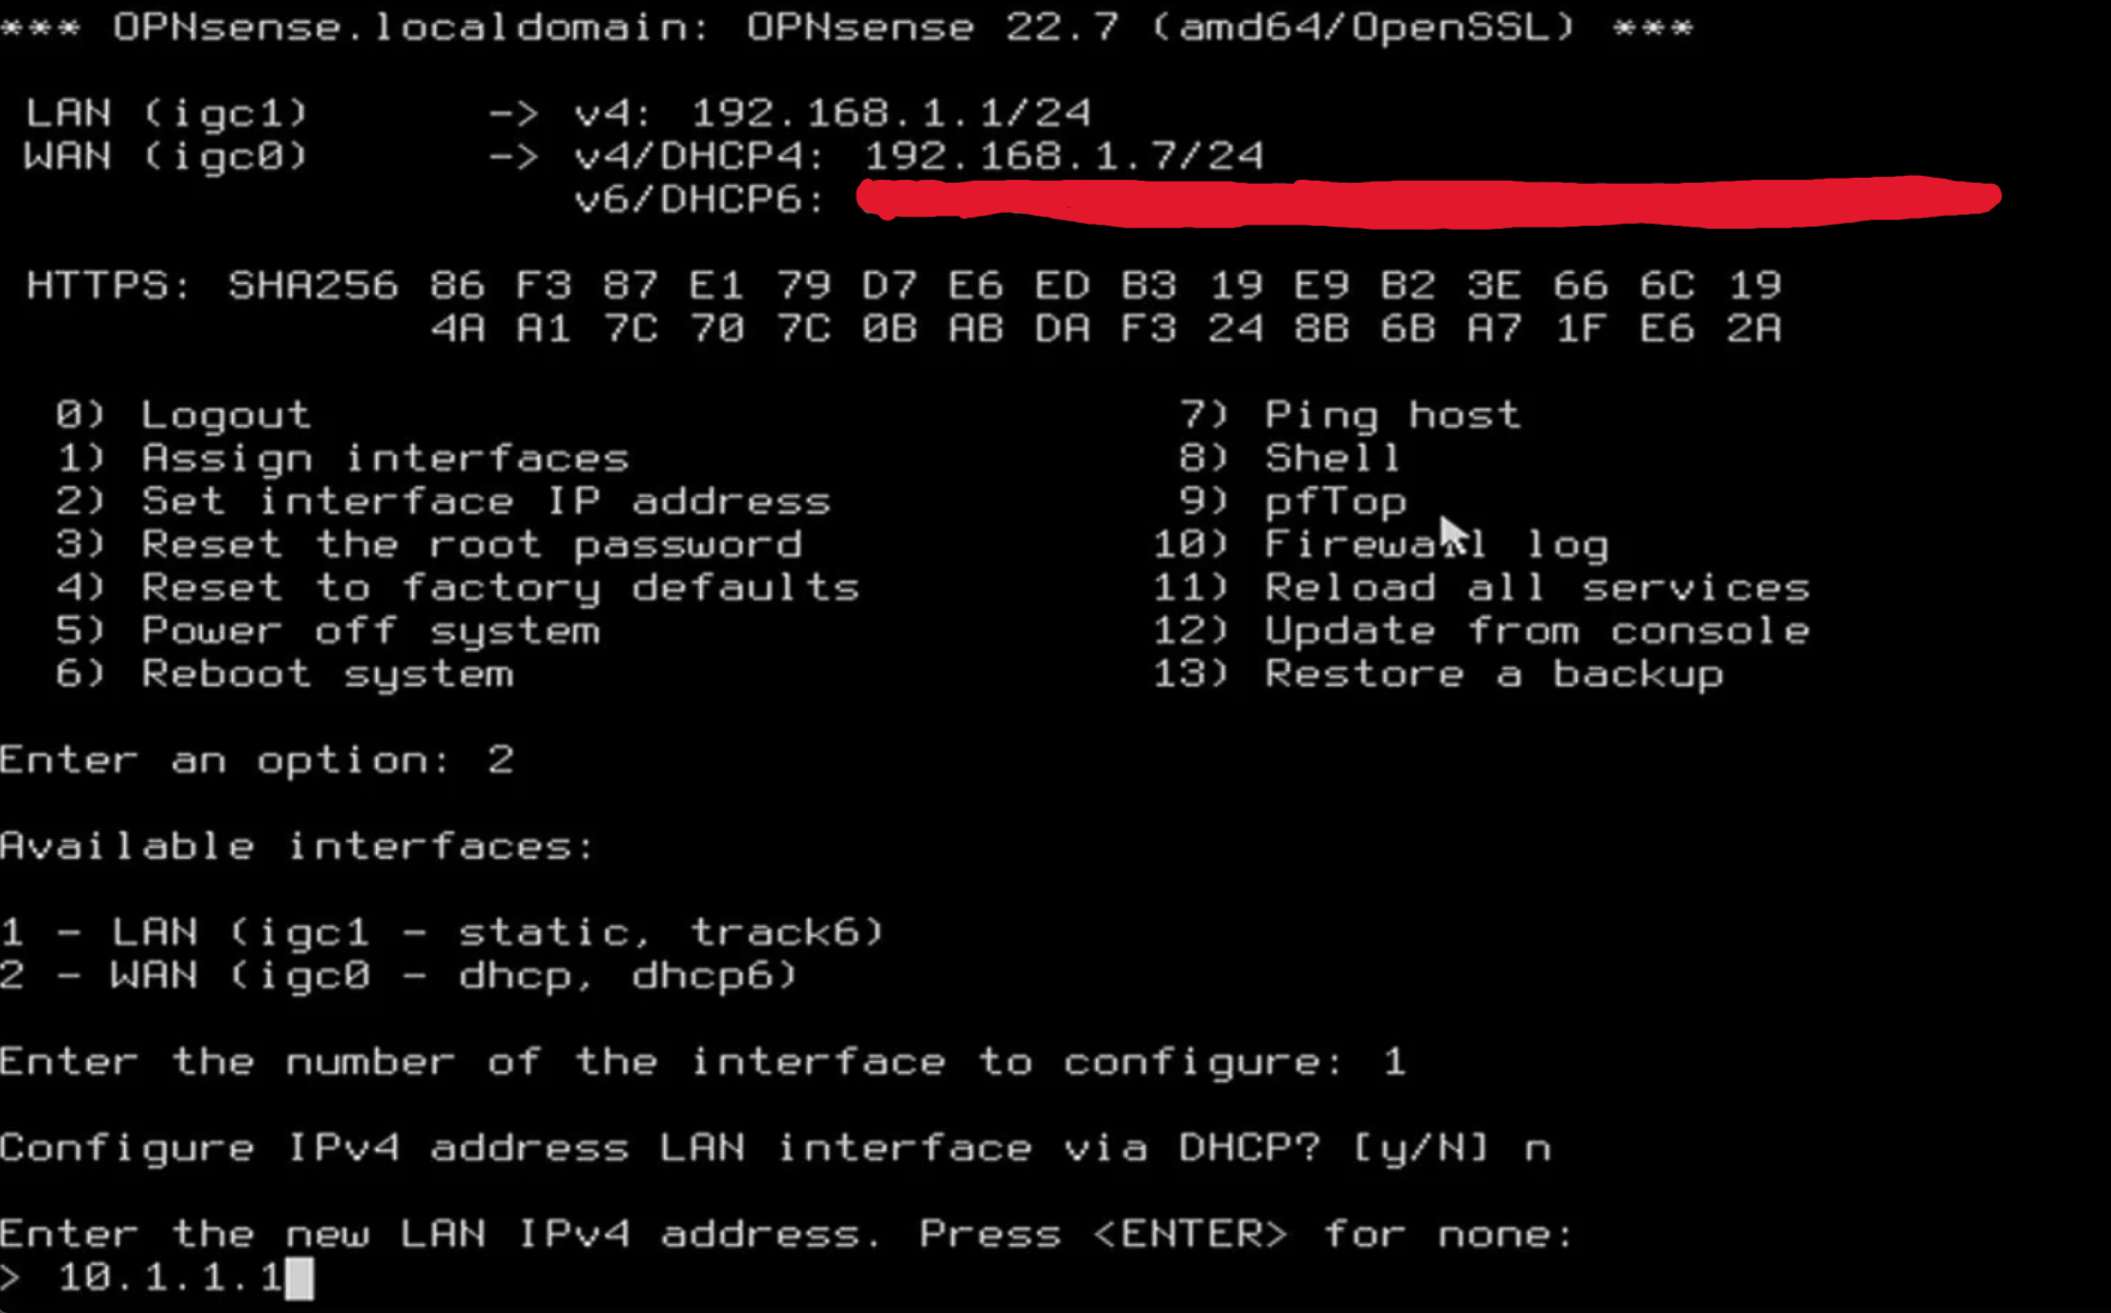 *** OPNsense.localdomain: OPNsense 22.7 (amd64/OpenSSL) ***
LAN (igc1) -> v4: 192.168.1.1/24
WAN (igc0) -> v4/DHCP4: 192.168.1.7/24
v6/DHCP6:
HTTPS: SHA256 86 F3 87 E1 79 D7 E6 ED B3 19 E9 B2 3E 66 6C 19
4A A1 7C 70 7C 0B AB DA F3 24 8B 6B A7 1F E6 2A
0) Logout 7) Ping host
1) Assign interfaces 8) Shell
2) Set interface IP address 9) pfTop
3) Reset the root password 10) Firewall log
4) Reset to factory defaults 11) Reload all services
5) Power off system 12) Update from console
6) Reboot system 13) Restore a backup
Enter an option: 2
Available interfaces:
1 - LAN (igc1 - static, track6)
2 - WAN (igc0 - dhcp, dhcp6)
Enter the number of the interface to configure: 1
Configure IPv4 address LAN interface via DHCP? [y/N] n
Enter the new LAN IPv4 address. Press <ENTER> for none:
> 10.1.1.1